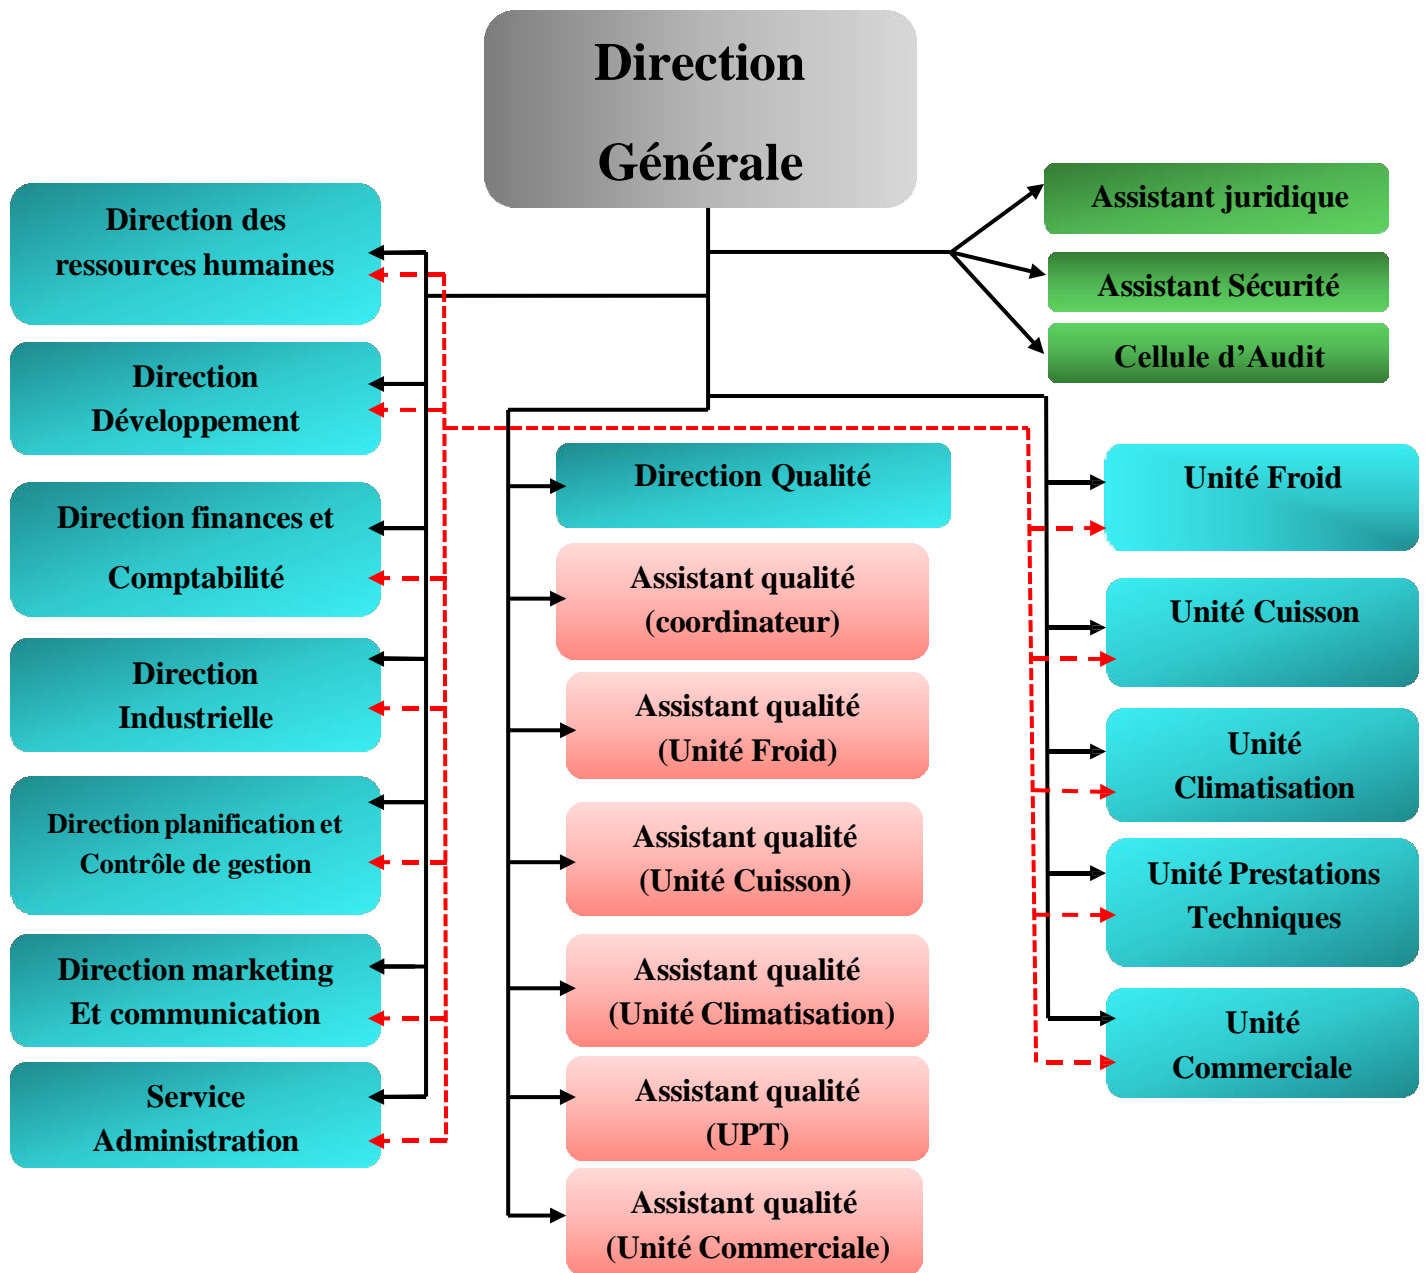 Direction
Générale
Assistant juridique
Assistant Sécurité
Cellule d’Audit
Direction des
ressources humaines
Direction
Développement
Direction finances et
Comptabilité
Direction
Industrielle
Direction planification et
Contrôle de gestion
Direction marketing
Et communication
Service
Administration
Direction Qualité
Assistant qualité
(coordinateur)
Assistant qualité
(Unité Froid)
Assistant qualité
(Unité Cuisson)
Assistant qualité
(Unité Climatisation)
Assistant qualité
(UPT)
Assistant qualité
(Unité Commerciale)
Unité Froid
Unité Cuisson
Unité
Climatisation
Unité Prestations
Techniques
Unité
Commerciale